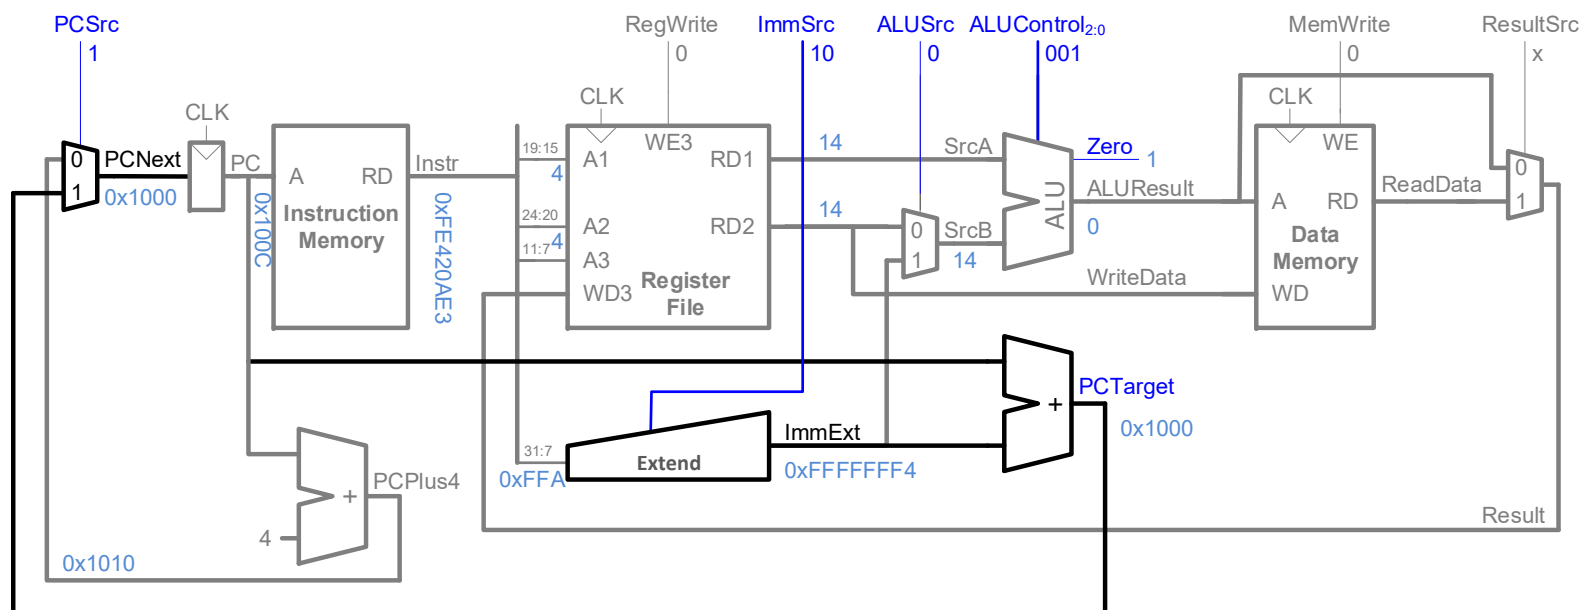 PCSrc
RegWrite
ImmSrc
ALUSrc
ALUControl2:0
MemWrite
ResultSrc
1
0
10
0
001
0
x
CLK
CLK
CLK
0
1
PCNext
0x1000
PC
0x100C
A
RD
Instruction
Memory
Instr
0xFE420AE3
19:15
4
24:20
4
11:7
A1
A2
A3
WD3
WE3
RD1
RD2
Register
File
14
14
0
1
SrcA
SrcB
14
ALU
Zero
1
ALUResult
0
WriteData
A
WE
RD
Data
Memory
WD
ReadData
0
1
31:7
0xFFA
Extend
ImmExt
0xFFFFFFF4
+
PCTarget
0x1000
+
PCPlus4
4
0x1010
Result